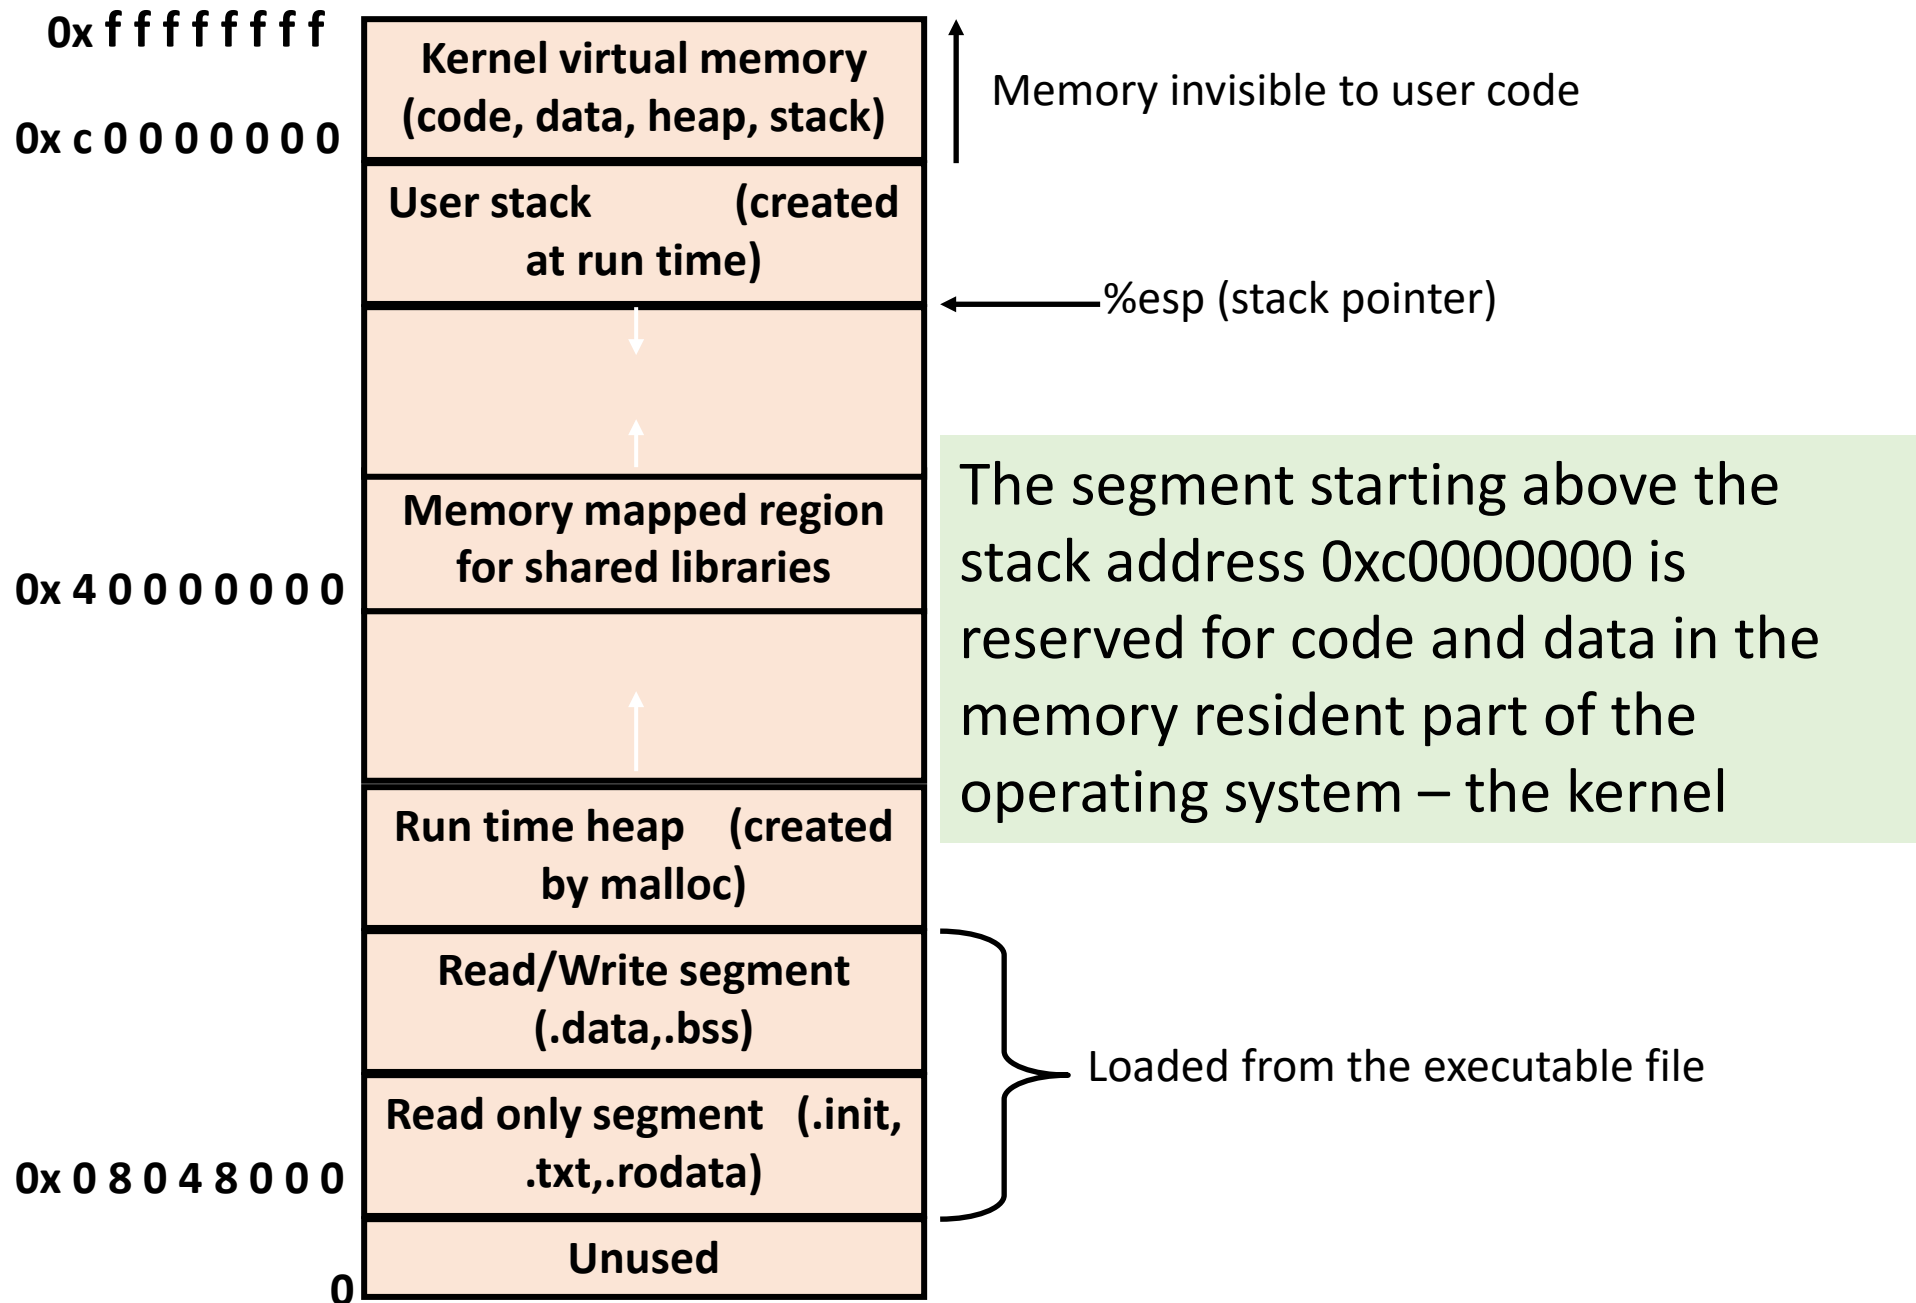 0x f f f f f f f f
Kernel virtual memory
(code, data, heap, stack)
0x c 0 0 0 0 0 0 0
Memory invisible to user code
User stack (created
at run time)
%esp (stack pointer)
Memory mapped region
for shared libraries
0x 4 0 0 0 0 0 0 0
The segment starting above the
stack address 0xc0000000 is
reserved for code and data in the
memory resident part of the
operating system – the kernel
Run time heap (created
by malloc)
Read/Write segment
(.data,.bss)
Loaded from the executable file
Read only segment (.init,
.txt,.rodata)
0x 0 8 0 4 8 0 0 0
Unused
0